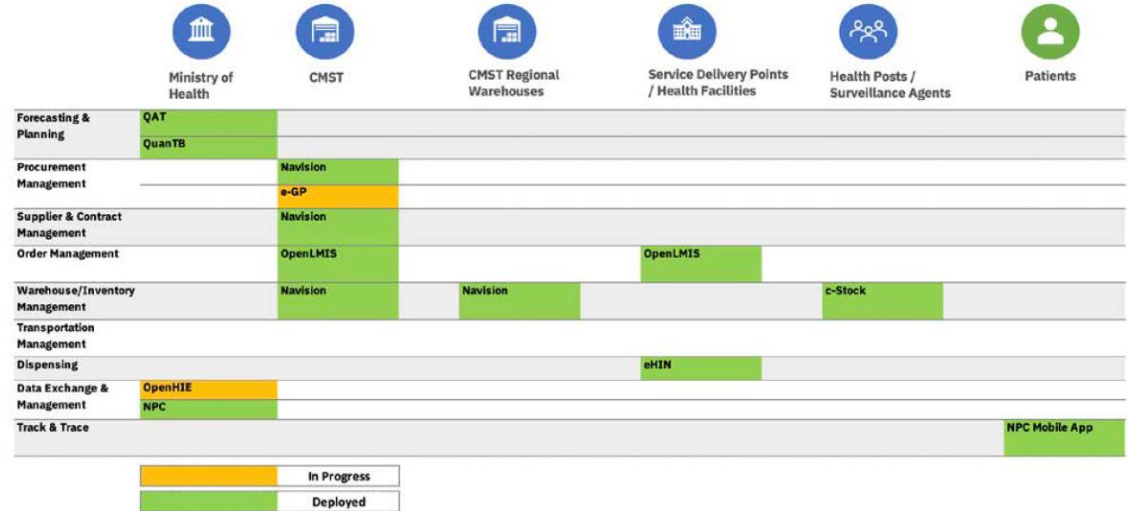 Ministry of
Health
CMST
CMST Regional
Warehouses
Service Delivery Points
/ Health Facilities
Health Posts /
Surveillance Agents
Patients
Forecasting &
Planning
QAT
QuanTB
Procurement
Management
Navision
e-GP
Supplier & Contract
Management
Navision
Order Management
OpenLMIS
OpenLMIS
Warehouse/Inventory
Management
Navision
Navision
c-Stock
Transportation
Management
Dispensing
eHIN
Data Exchange &
Management
OpenHIE
NPC
Track & Trace
NPC Mobile App
In Progress
Deployed